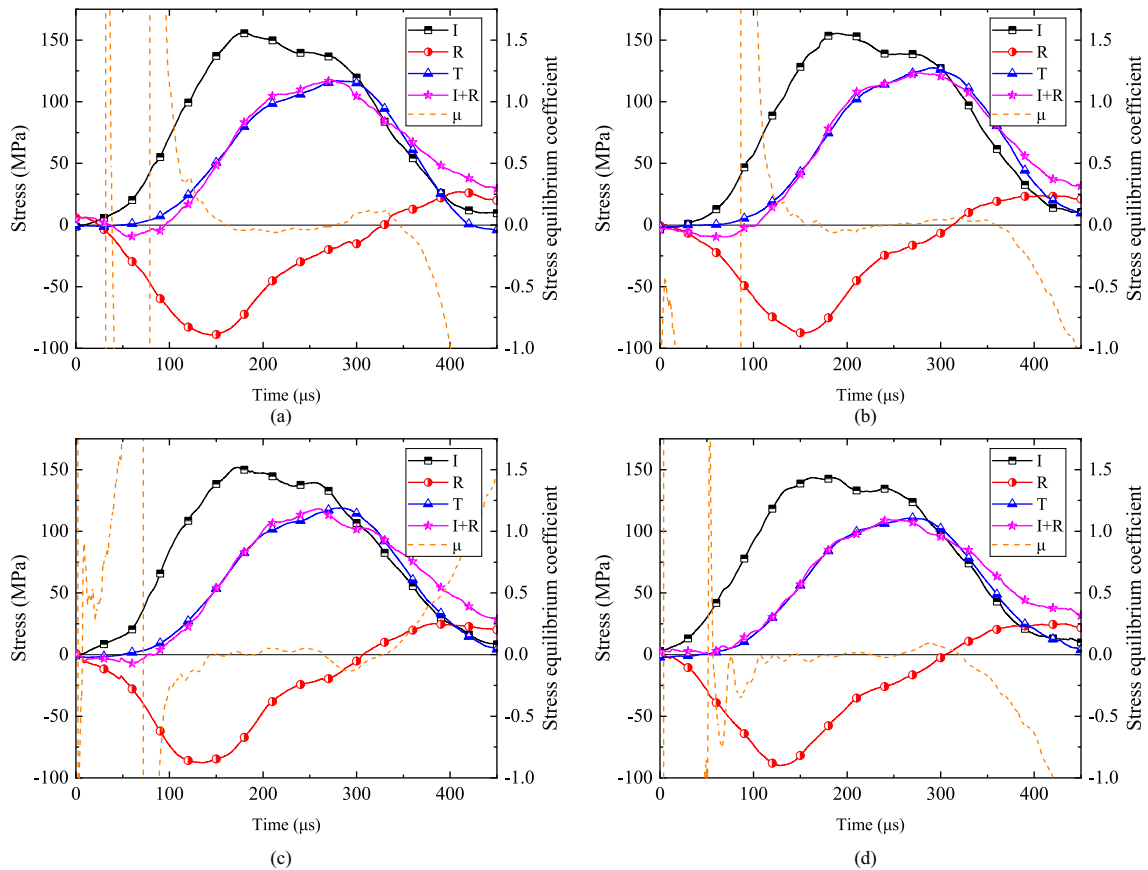 150
100
50
0
-50
-100
Stress (MPa)
1.5
1.0
0.5
0.0
-0.5
-1.0
Stress equilibrium coefficient
I
R
T
I+R
μ
0 100 200 300 400
Time (μs)
(a)
150
100
50
0
-50
-100
Stress (MPa)
1.5
1.0
0.5
0.0
-0.5
-1.0
Stress equilibrium coefficient
I
R
T
I+R
μ
0 100 200 300 400
Time (μs)
(b)
150
100
50
0
-50
-100
Stress (MPa)
1.5
1.0
0.5
0.0
-0.5
-1.0
Stress equilibrium coefficient
I
R
T
I+R
μ
0 100 200 300 400
Time (μs)
(c)
150
100
50
0
-50
-100
Stress (MPa)
1.5
1.0
0.5
0.0
-0.5
-1.0
Stress equilibrium coefficient
I
R
T
I+R
μ
0 100 200 300 400
Time (μs)
(d)